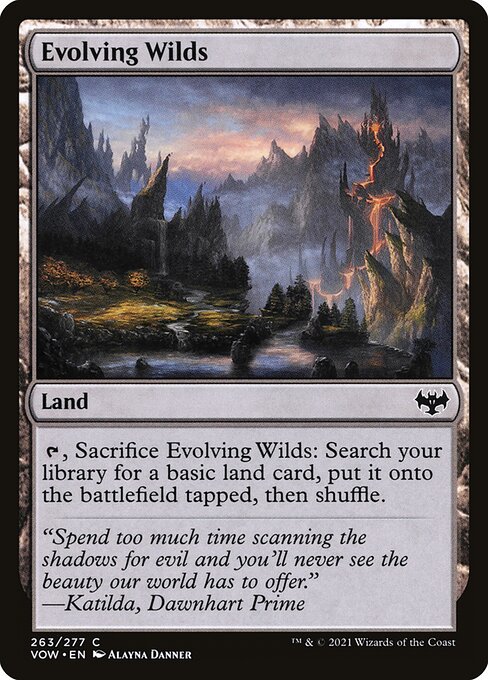 Evolving Wilds
Land
, Sacrifice Evolving Wilds: Search your
library for a basic land card, put it onto
the battlefield tapped, then shuffle.
“Spend too much time scanning the
shadows for evil and you’ll never see the
beauty our world has to offer.”
—Katilda, Dawnhart Prime
263/277 C
VOW • EN Alayna Danner
™ & © 2021 Wizards of the Coast